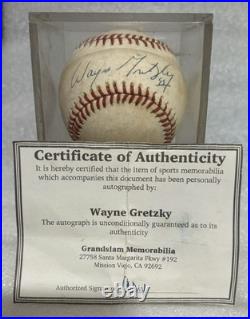 Wayne Gretzky
Certificate of Authenticity
It is hereby certified that the item of sports memorabilia
which accompanies this document has been personally
autographed by:
Wayne Gretzky
The autograph is unconditionally guaranteed as to its
authenticity
Grandslam Memorabilia
27758 Santa Margarita Pkwy #192
Mission Viejo, CA 92692
Authorized